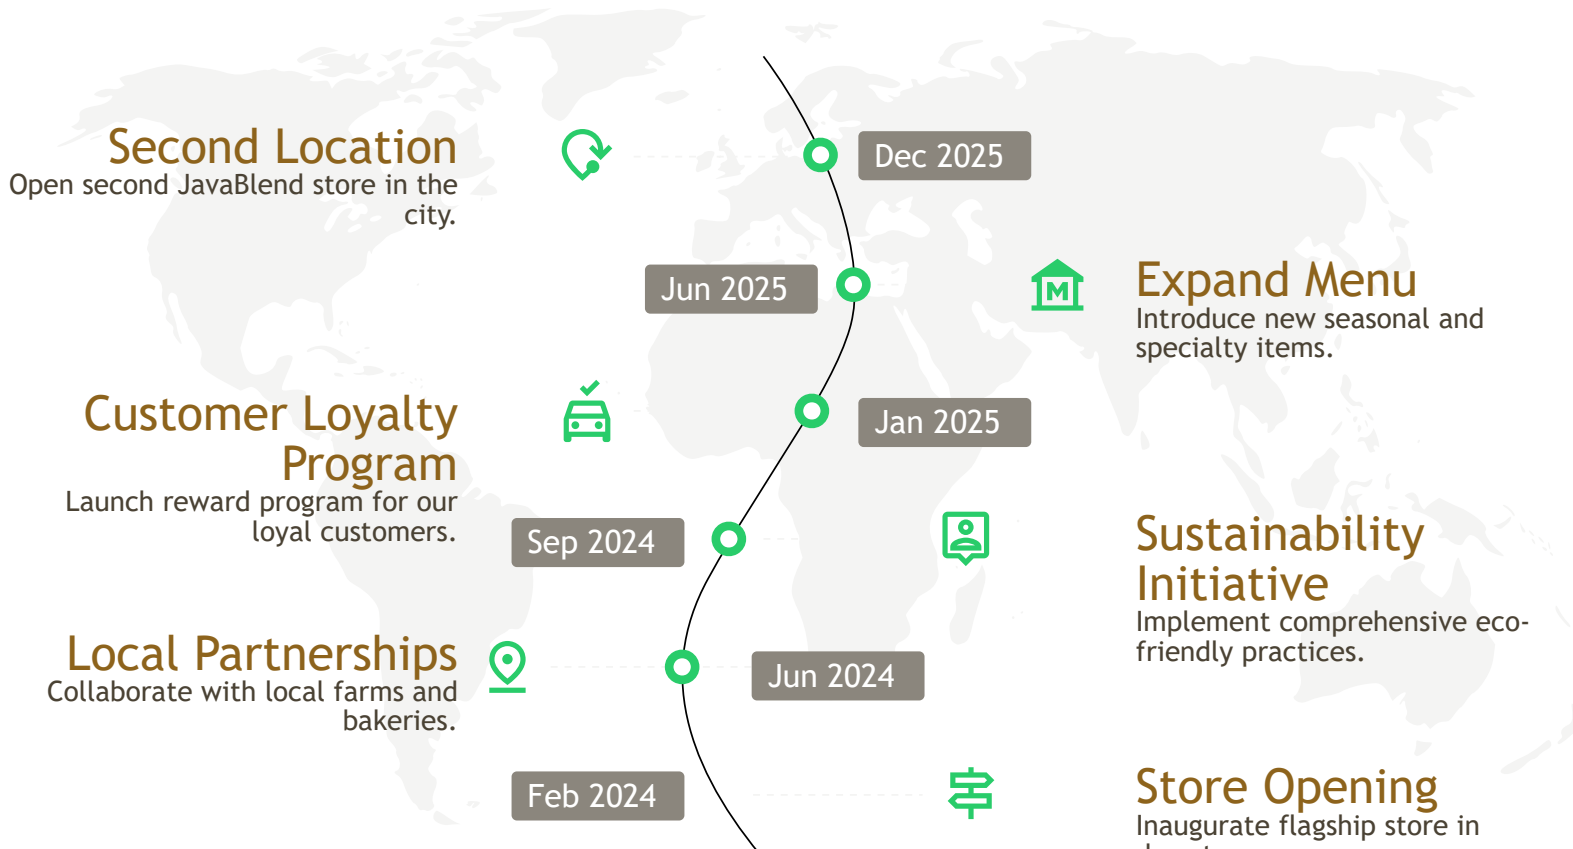 Second Location
Open second JavaBlend store in the
city.
Dec 2025
Jun 2025
Expand Menu
Introduce new seasonal and
specialty items.
Customer Loyalty
Program
Launch reward program for our
loyal customers.
Jan 2025
Sep 2024
Sustainability
Initiative
Implement comprehensive eco-
friendly practices.
Local Partnerships
Collaborate with local farms and
bakeries.
Jun 2024
Feb 2024
Store Opening
Inaugurate flagship store in